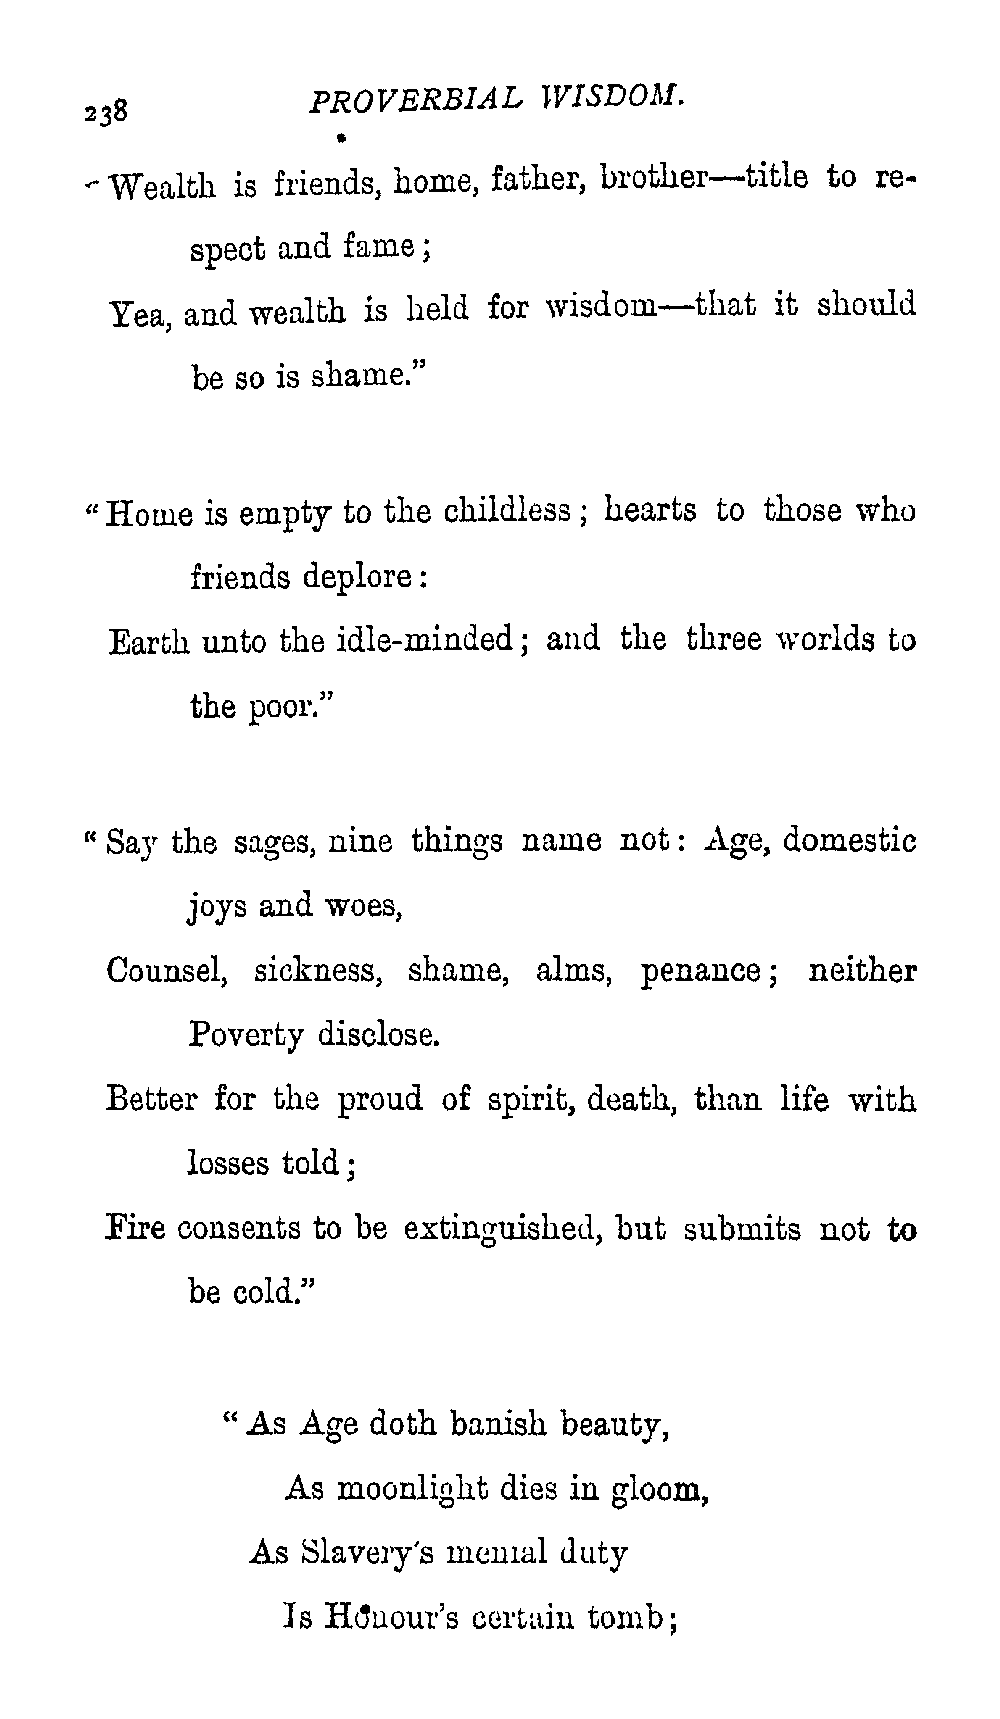 238 PROVERBIAL WISDOM.
"Wealth is friends, home, father, brother—title to re-
spect and fame;
Yea, and wealth is held for wisdom—that it should
be so is shame."
"Home is empty to the childless; hearts to those who
friends deplore:
Earth unto the idle-minded; and the three worlds to
the poor."
"Say the sages, nine things name not: Age, domestic
joys and woes,
Counsel, sickness, shame, alms, penance; neither
Poverty disclose.
Better for the proud of spirit, death, than life with
losses told;
Fire consents to be extinguished, but submits not to
be cold."
"As Age doth banish beauty,
As moonlight dies in gloom,
As Slavery's menial duty
Is Honour's certain tomb;